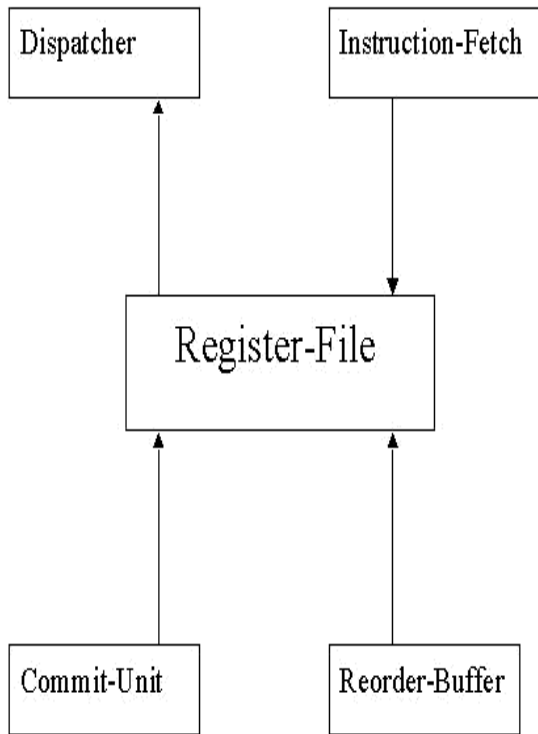 Dispatcher
Instruction-Fetch
Register-File
Commit-Unit
Reorder-Buffer